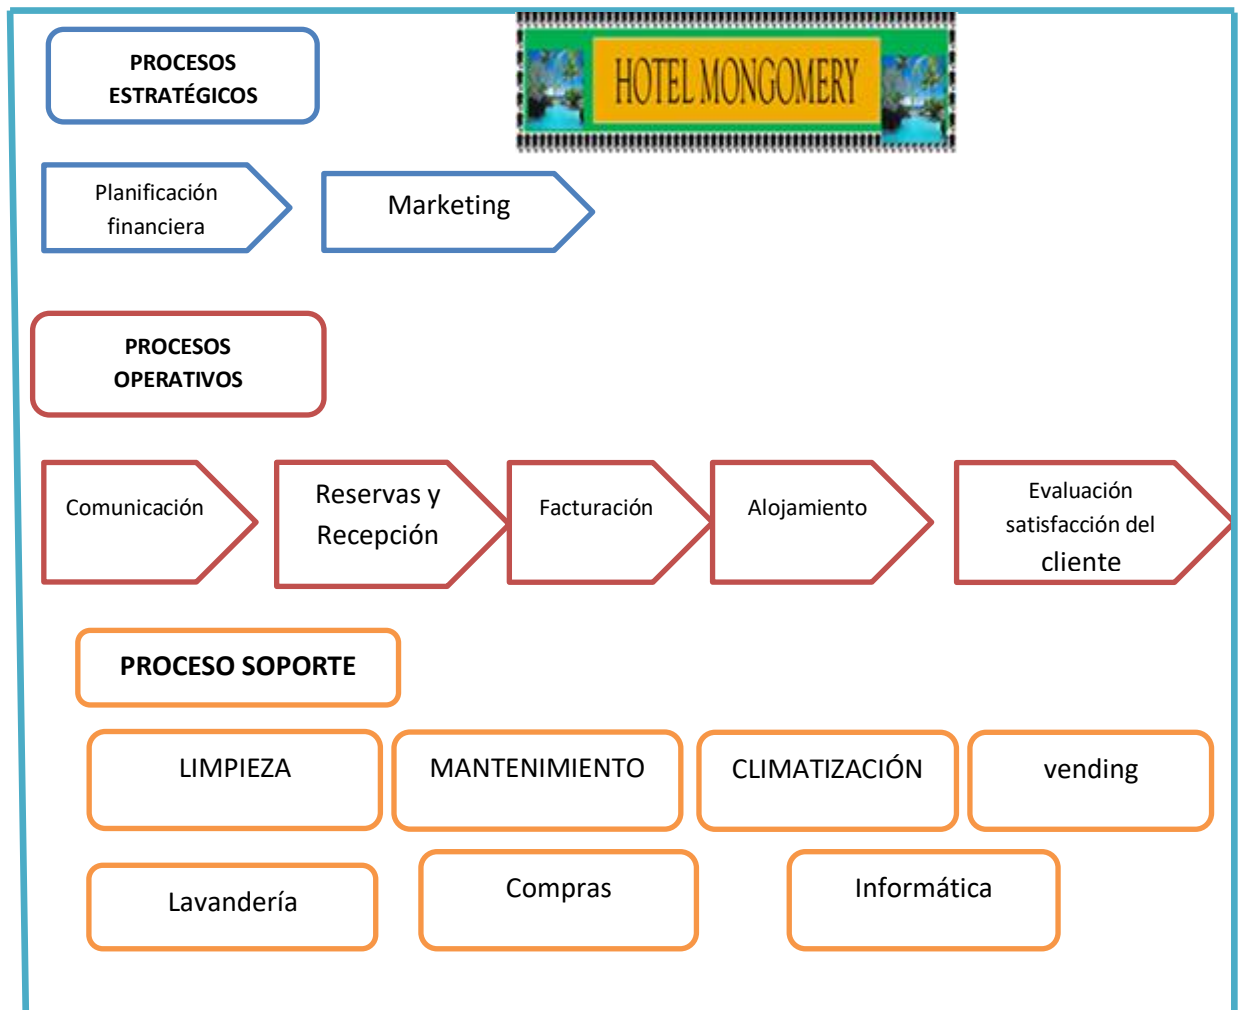 PROCESOS
ESTRATÉGICOS
HOTEL MONGOMERY
Planificación
financiera
Marketing
PROCESOS
OPERATIVOS
Comunicación
Reservas y
Recepción
Facturación
Alojamiento
Evaluación
satisfacción del
cliente
PROCESO SOPORTE
LIMPIEZA
MANTENIMIENTO
CLIMATIZACIÓN
vending
Lavandería
Compras
Informática